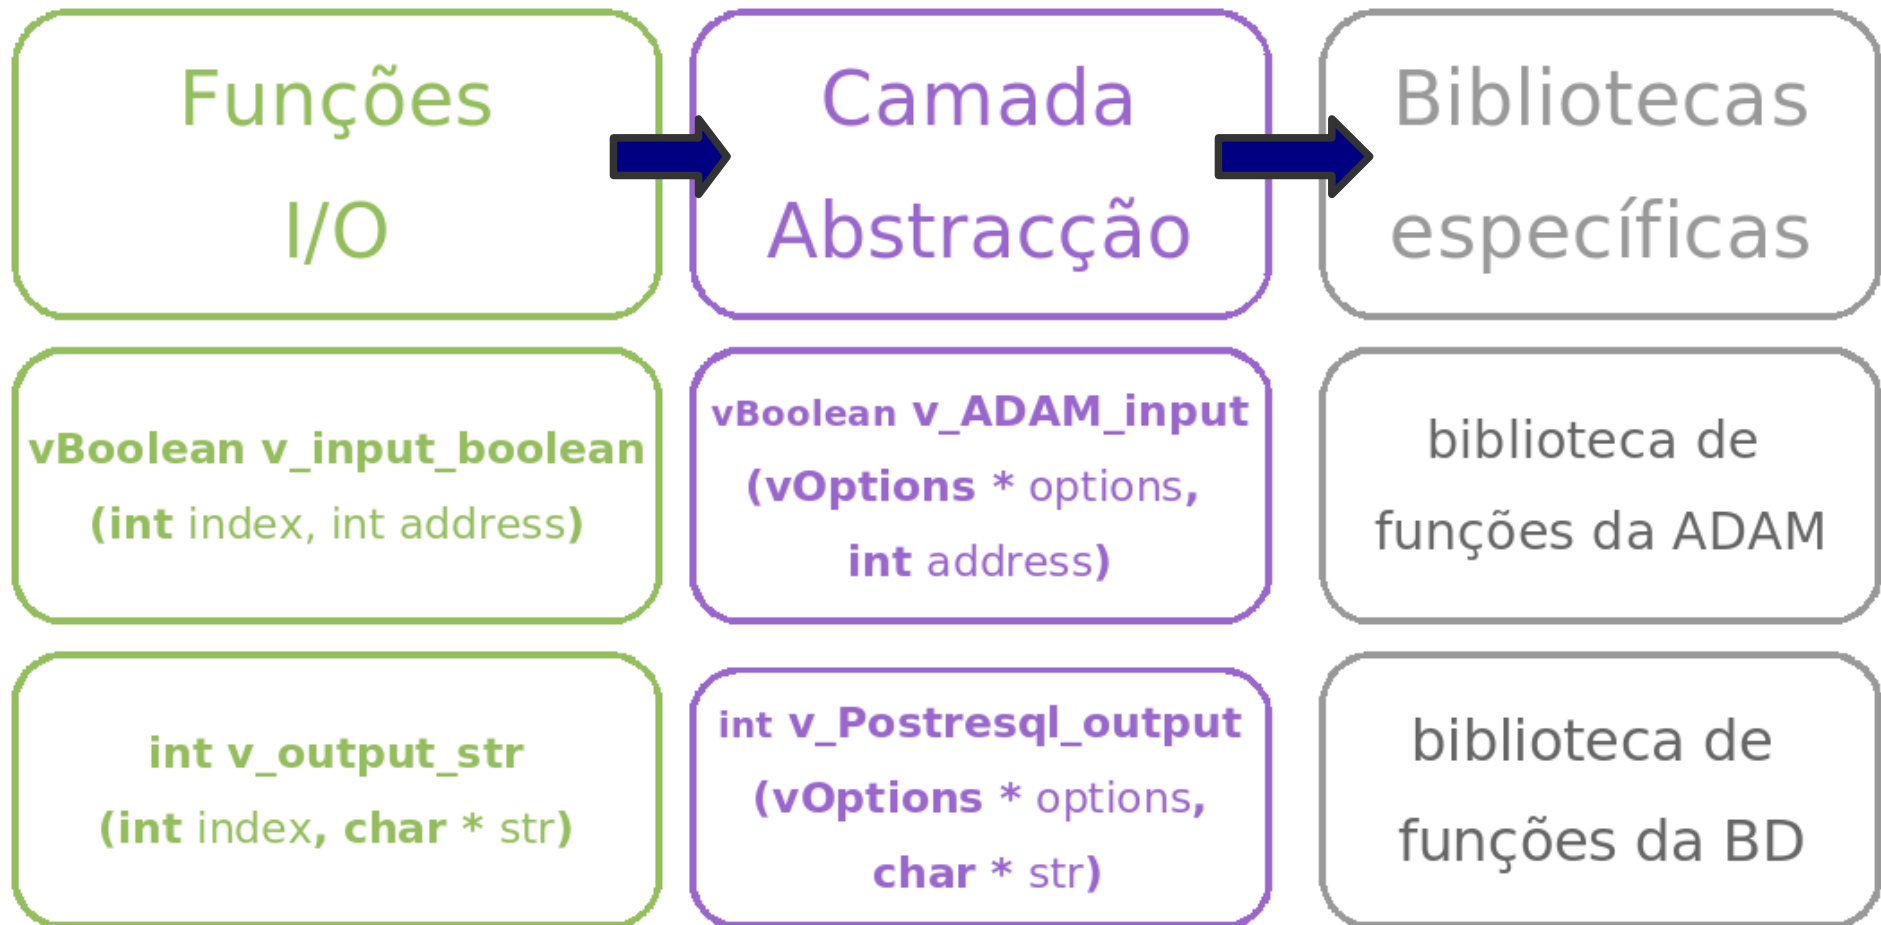 Funções
I/O
Camada
Abstracção
Bibliotecas
específicas
vBoolean v_input_boolean
(int index, int address)
vBoolean v_ADAM_input
(vOptions * options,
int address)
biblioteca de
funções da ADAM
int v_output_str
(int index, char * str)
int v_Postresql_output
(vOptions * options,
char * str)
biblioteca de
funções da BD